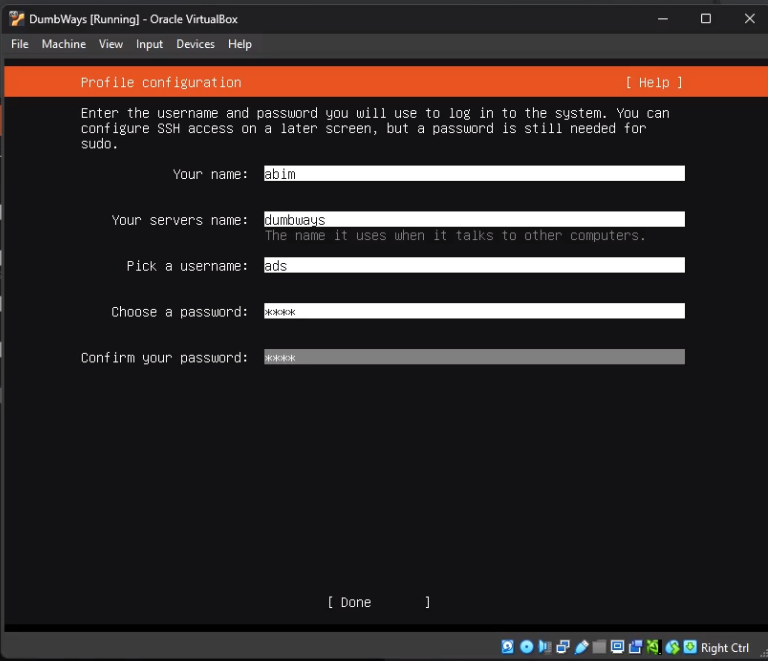 DumbWays [Running] - Oracle VirtualBox
File Machine View Input Devices Help
Profile configuration [ Help ]
Enter the username and password you will use to log in to the system. You can
configure SSH access on a later screen, but a password is still needed for
sudo.
Your name: abim
Your servers name: dumbways
The name it uses when it talks to other computers.
Pick a username: ads
Choose a password: ****
Confirm your password: ****
[ Done ]
Right Ctrl